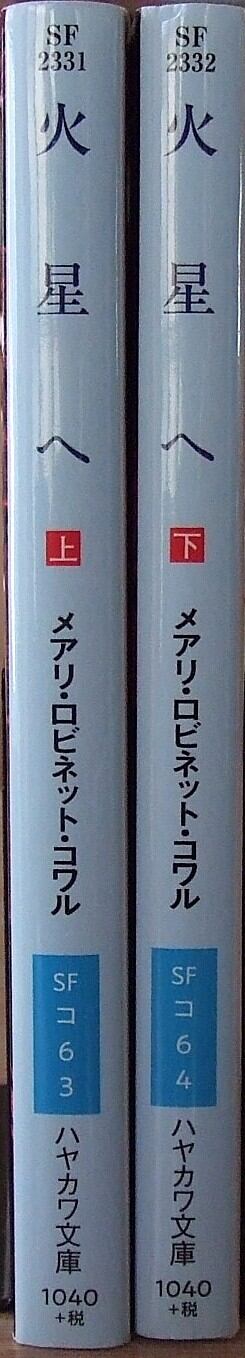 SF
2331
火星へ
上
メアリ・ロビネット・コワル
SF
コ
6
3
ハヤカワ文庫
1040
+税
SF
2332
火星へ
下
メアリ・ロビネット・コワル
SF
コ
6
4
ハヤカワ文庫
1040
+税